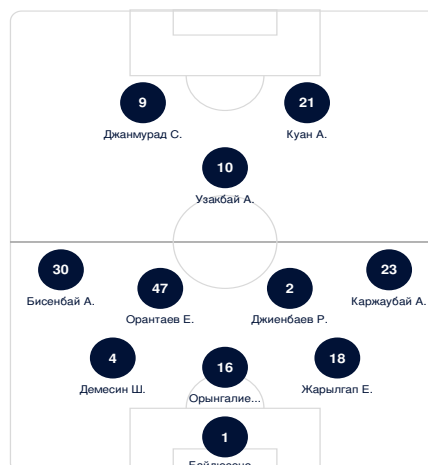 9
21
Джанмурад С.
Куан А.
10
Узакбай А.
30
23
Бисенбай А.
Каржаубай А.
47
2
Орантаев Е.
Джиенбаев Р.
4
18
16
Демесин Ш.
Жарылгап Е.
Орынгалие...
1